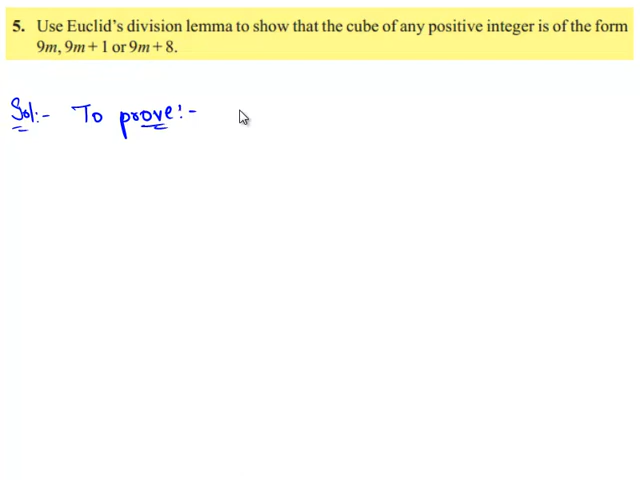 5. Use Euclid's division lemma to show that the cube of any positive integer is of the form
9m, 9m + 1 or 9m + 8.
Sol:- To prove:-